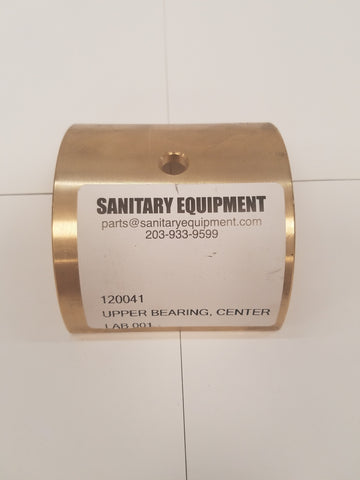 SANITARY EQUIPMENT
parts@sanitaryequipment.com
203-933-9599
120041
UPPER BEARING, CENTER
LAB 001